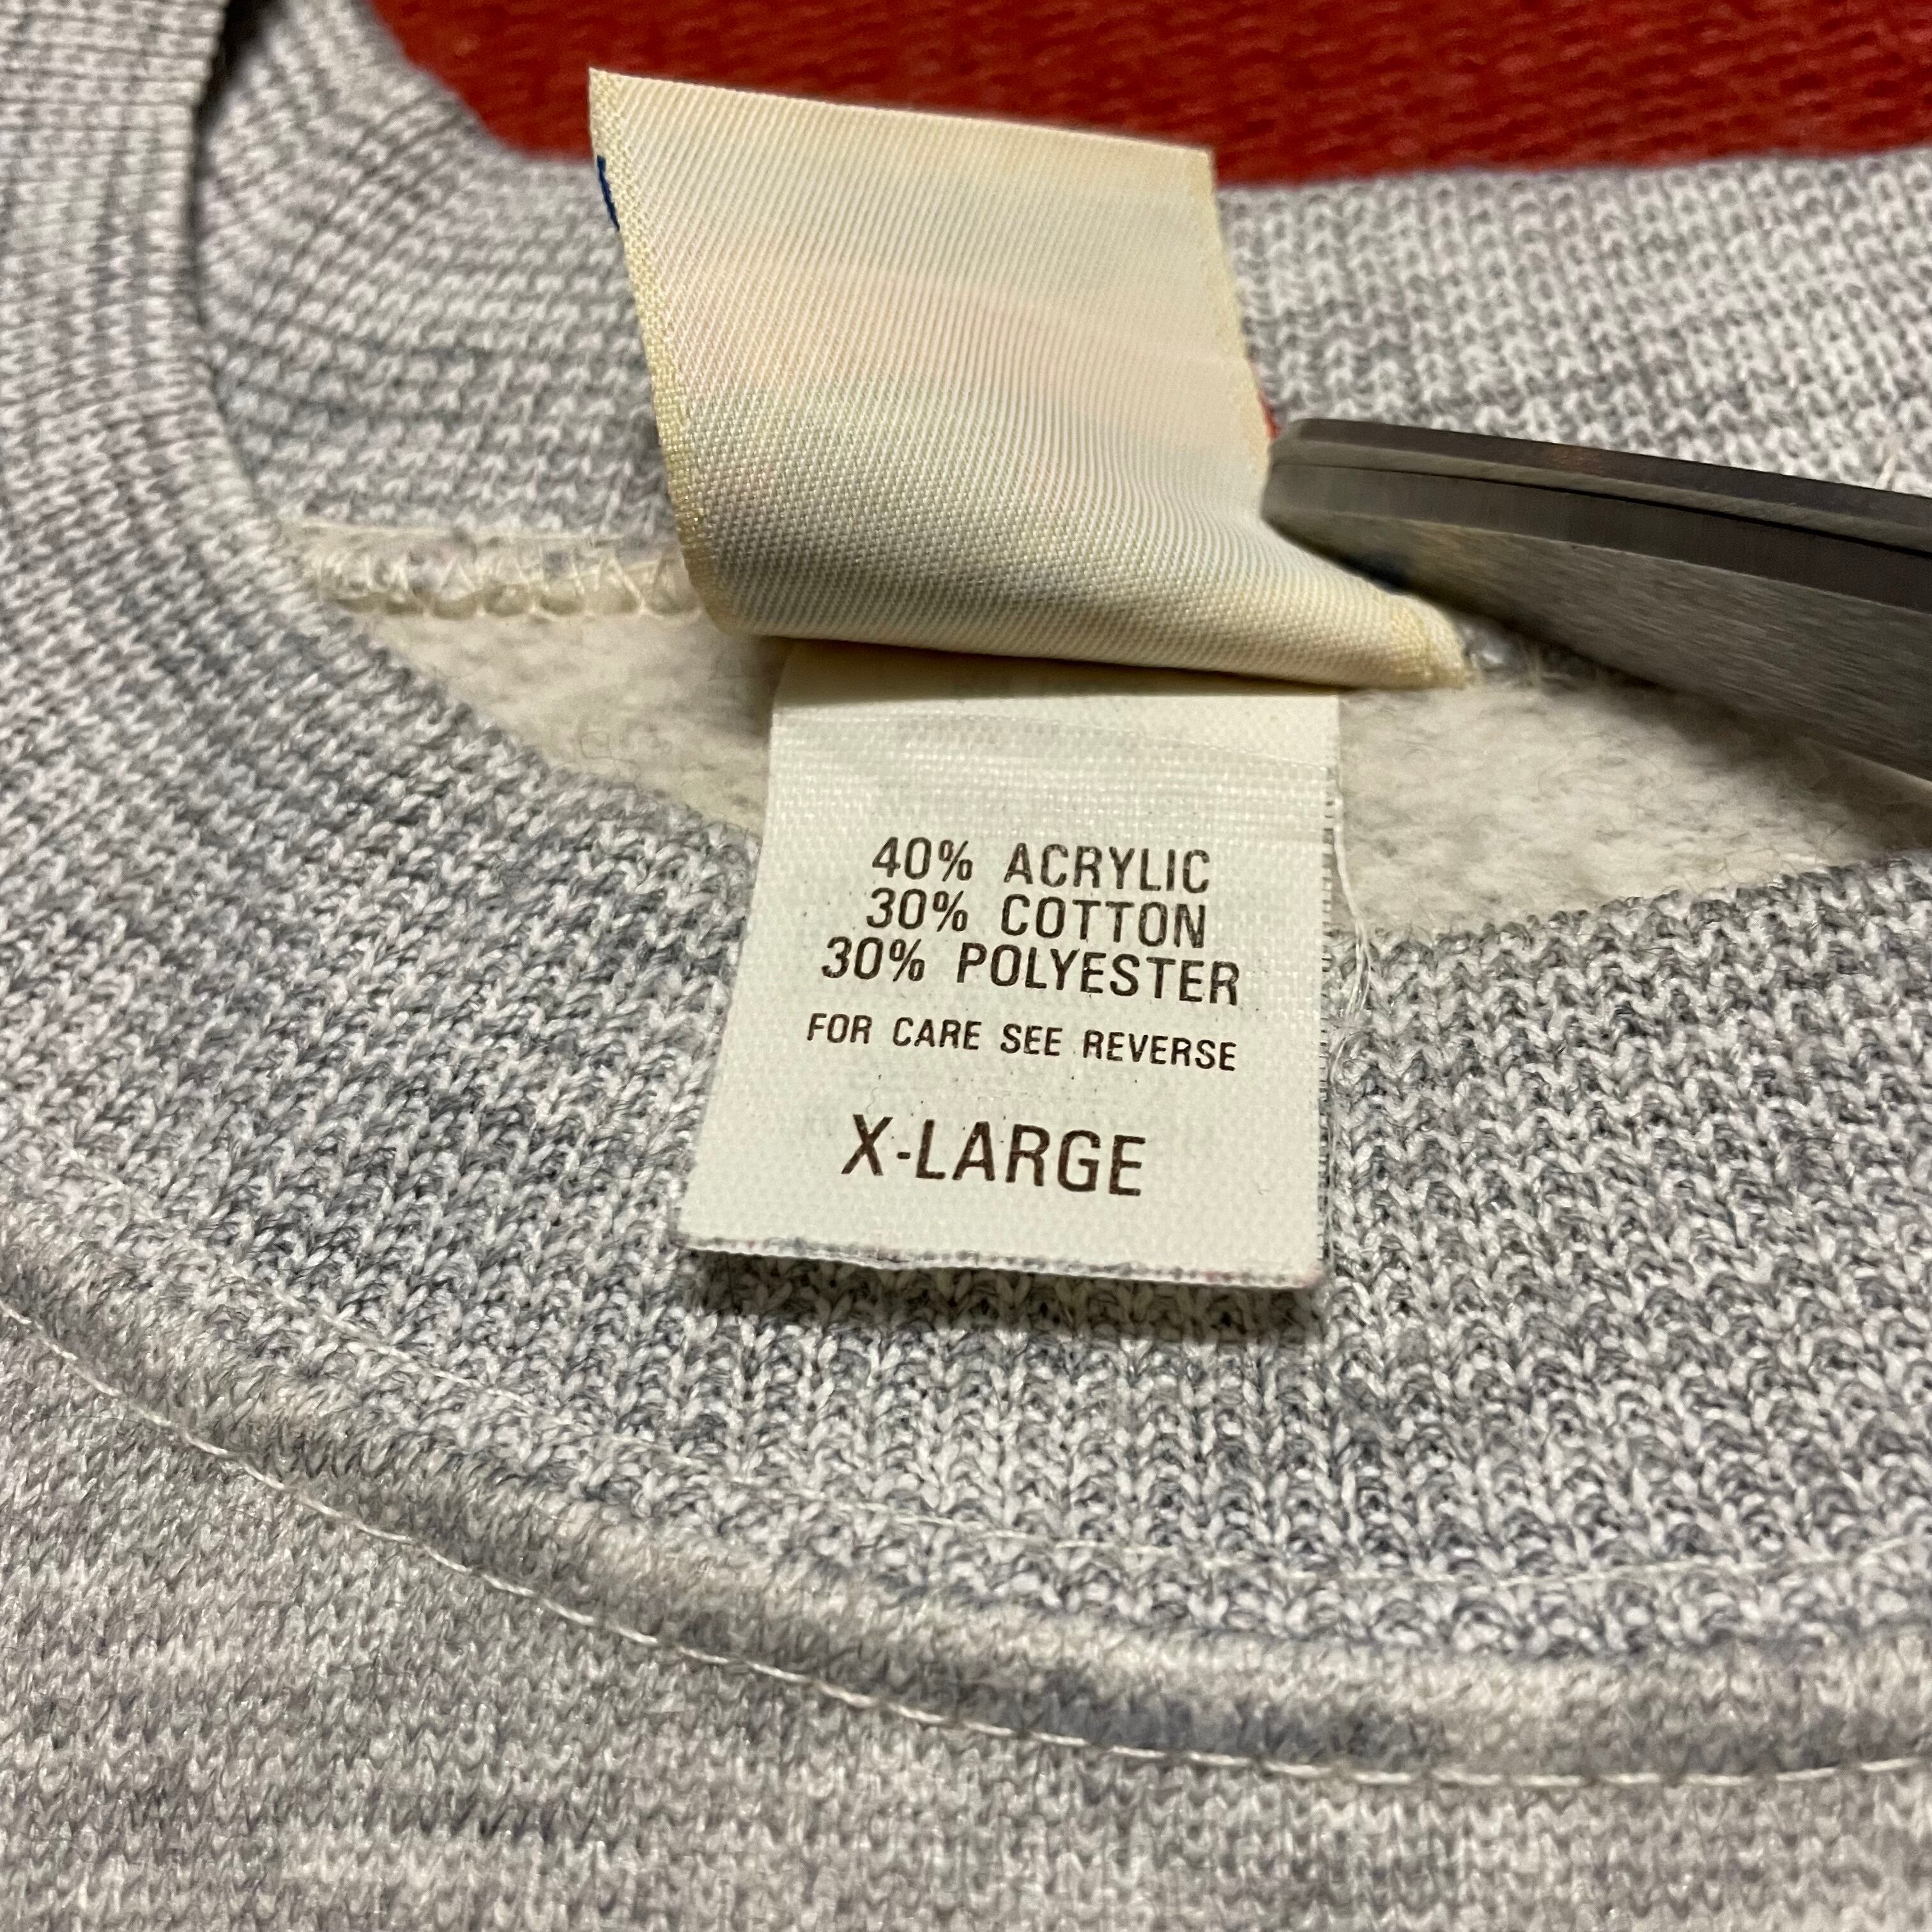 40% ACRYLIC
30% COTTON
30% POLYESTER
FOR CARE SEE REVERSE
X-LARGE